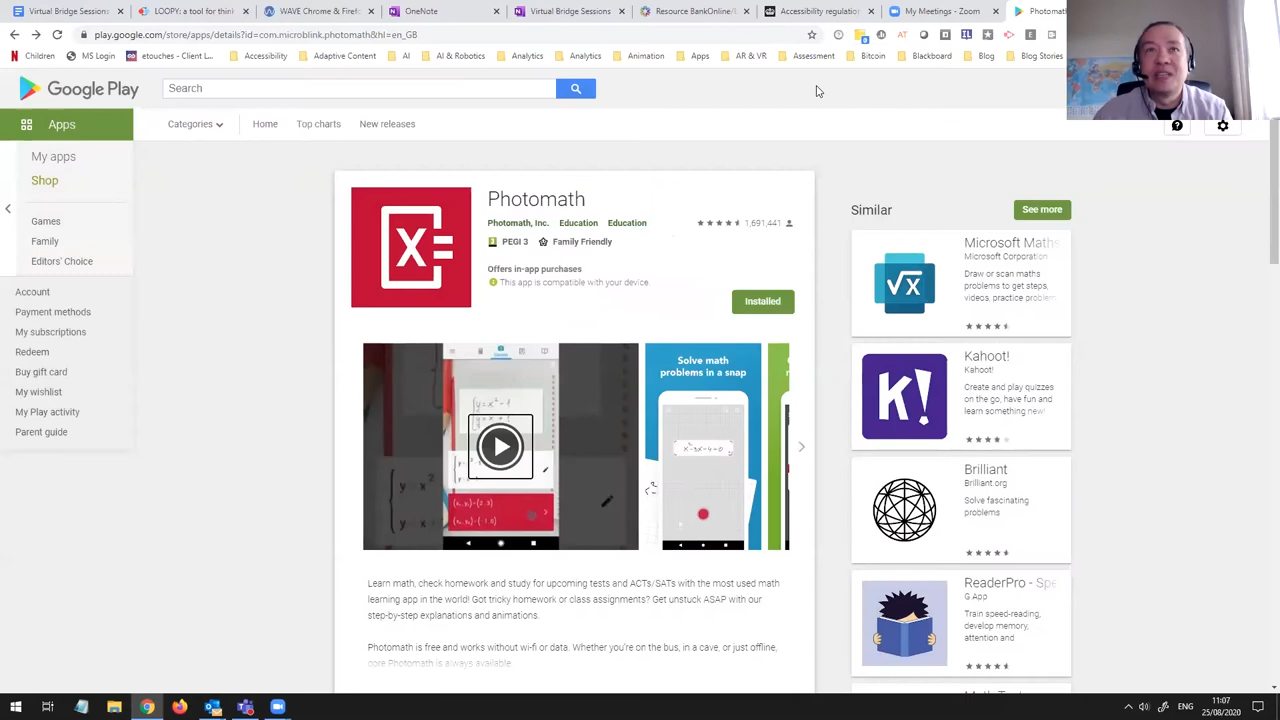 Virtual Bridge Sessions
LOOPY: a tool for think
WAVE Chrome & Firefo
OneNote
Virtual Bridge Sessions
Resource BankOnline/
Accessibility regulation
My Meetings - Zoom
Photomath
play.google.com/store/apps/details?id=com.microblink.photomath&hl=en_GB
Children
MS Login
etouches - Client L
Accessibility
Adaptive Content
AI
AI & Robotics
Analytics
Analytics
Animation
Apps
AR & VR
Assessment
Bitcoin
Blackboard
Blog
Blog Stories
Google Play
Search
Apps
Categories
Home
Top charts
New releases
My apps
Shop
Games
Family
Editors' Choice
Account
Payment methods
My subscriptions
Redeem
Buy gift card
My wishlist
My Play activity
Parent guide
Photomath
Photomath, Inc. Education Education
1,691,441
3 PEGI 3 Family Friendly
Offers in-app purchases
This app is compatible with your device.
Installed
Solve math
problems in a snap
Learn math, check homework and study for upcoming tests and ACTs/SATs with the most used math
learning app in the world! Got tricky homework or class assignments? Get unstuck ASAP with our
step-by-step explanations and animations.
Photomath is free and works without wi-fi or data. Whether you're on the bus, in a cave, or just offline,
core Photomath is always available.
Similar
See more
Microsoft Maths
Microsoft Corporation
Draw or scan maths
problems to get steps,
videos, practice problem
√x
Kahoot!
Kahoot!
Create and play quizzes
on the go, have fun and
learn something new!
K!
Brilliant
Brilliant.org
Solve fascinating
problems
ReaderPro - Spe
G.App
Train speed-reading,
develop memory,
attention and
ENG
11:07
25/08/2020